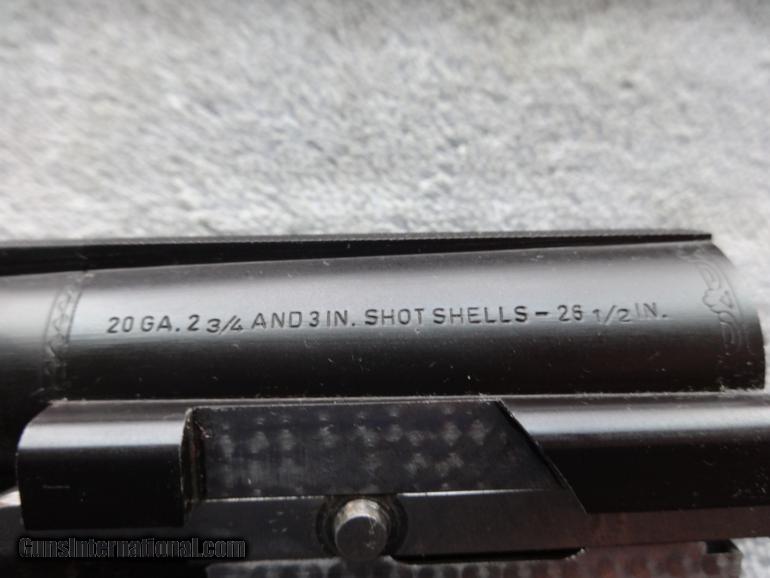 20 GA. 2 3/4 AND 3 IN. SHOT SHELLS - 26 1/2 IN.
GunsInternational.com